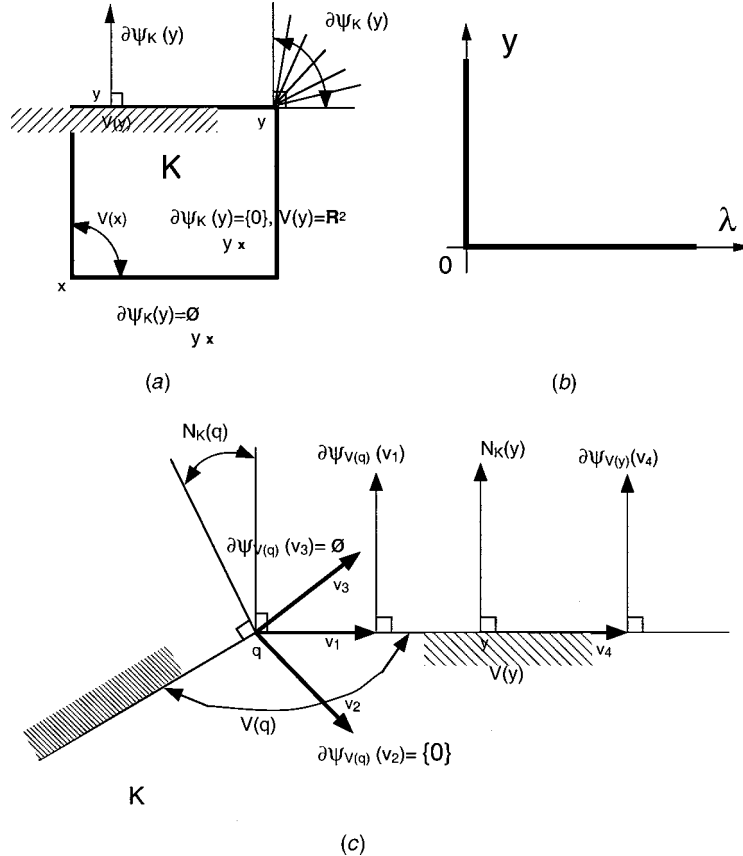 ∂ψK (y)
∂ψK (y)
y
V(y)
y
K
V(x)
∂ψK (y)={0}, V(y)=R²
y x
x
∂ψK(y)=Ø
y x
(a)
y
λ
0
(b)
NK(q)
∂ψV(q) (v1)
NK(y)
∂ψV(y)(v4)
∂ψV(q) (v3)= Ø
v3
q
v1
y
v4
V(y)
V(q)
v2
∂ψV(q) (v2)= {0}
K
(c)